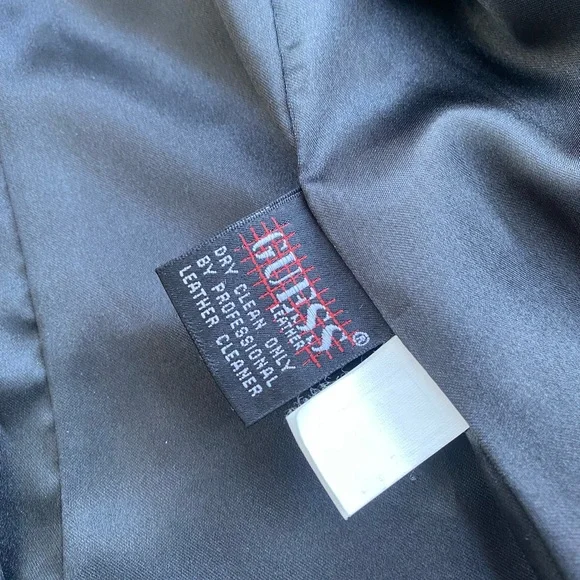 GUESS®
LEATHER
DRY CLEAN ONLY
BY PROFESSIONAL
LEATHER CLEANER